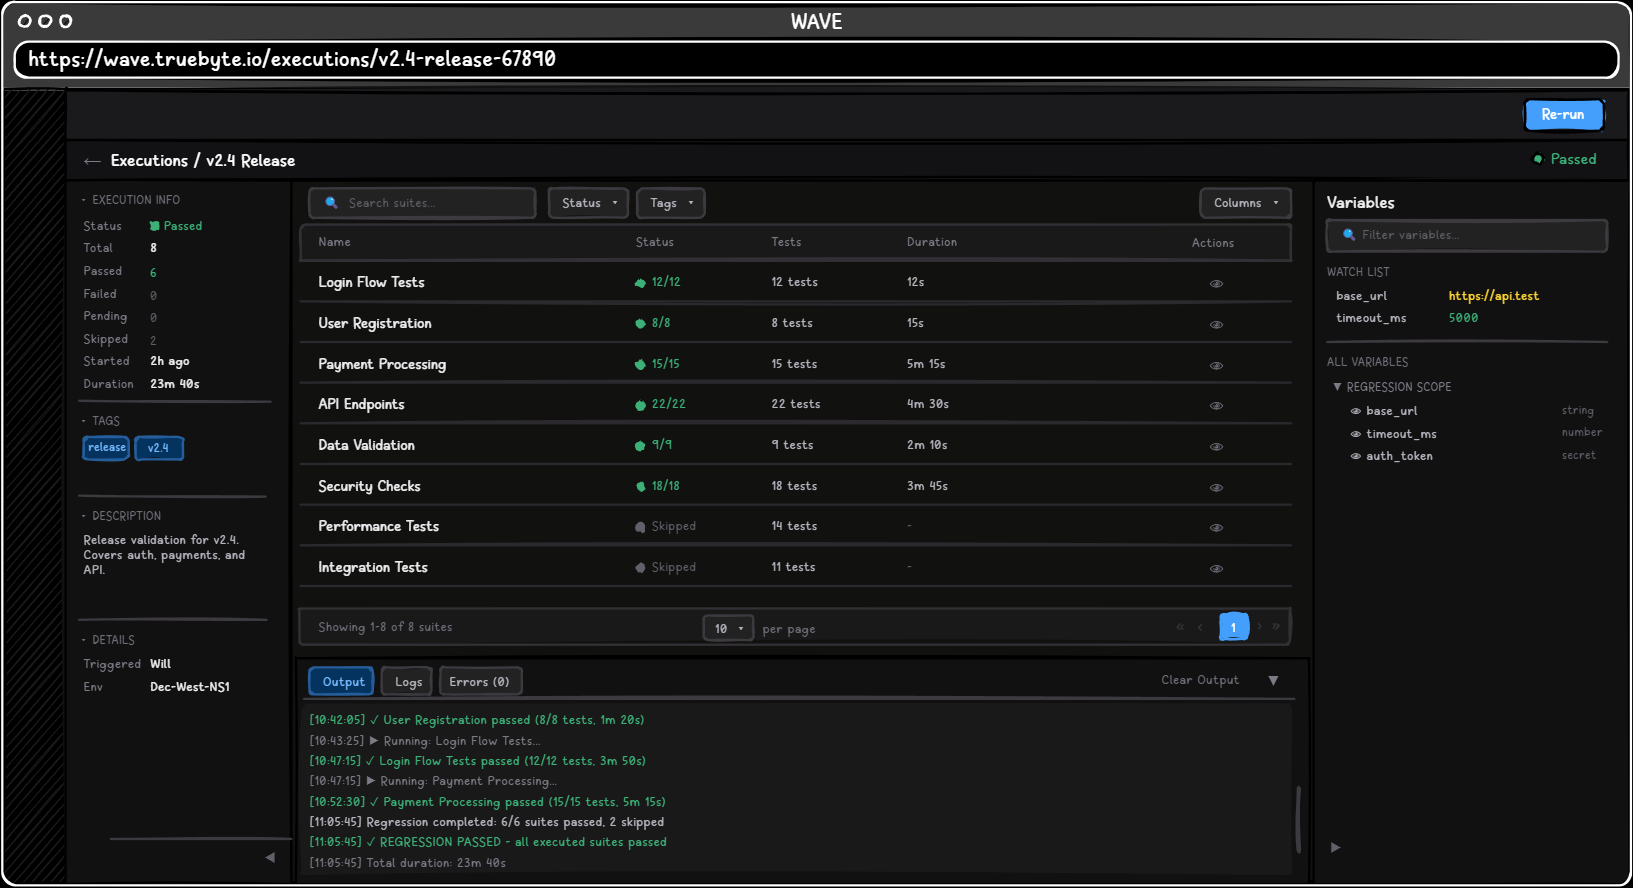 WAVE
https://wave.truebyte.io/executions/v2.4-release-67890
Re-run
← Executions / v2.4 Release
Passed
- EXECUTION INFO
Status Passed
Total 8
Passed 6
Failed 0
Pending 0
Skipped 2
Started 2h ago
Duration 23m 40s
- TAGS
release v2.4
- DESCRIPTION
Release validation for v2.4.
Covers auth, payments, and
API.
- DETAILS
Triggered Will
Env Dec-West-NS1
Search suites... Status Tags Columns
Name Status Tests Duration Actions
Login Flow Tests 12/12 12 tests 12s
User Registration 8/8 8 tests 15s
Payment Processing 15/15 15 tests 5m 15s
API Endpoints 22/22 22 tests 4m 30s
Data Validation 9/9 9 tests 2m 10s
Security Checks 18/18 18 tests 3m 45s
Performance Tests Skipped 14 tests -
Integration Tests Skipped 11 tests -
Showing 1-8 of 8 suites 10 per page « ‹ 1 › »
Output Logs Errors (0) Clear Output ▼
[10:42:05] ✓ User Registration passed (8/8 tests, 1m 20s)
[10:43:25] ▶ Running: Login Flow Tests...
[10:47:15] ✓ Login Flow Tests passed (12/12 tests, 3m 50s)
[10:47:15] ▶ Running: Payment Processing...
[10:52:30] ✓ Payment Processing passed (15/15 tests, 5m 15s)
[11:05:45] Regression completed: 6/6 suites passed, 2 skipped
[11:05:45] ✓ REGRESSION PASSED - all executed suites passed
[11:05:45] Total duration: 23m 40s
Variables
Filter variables...
WATCH LIST
base_url https://api.test
timeout_ms 5000
ALL VARIABLES
▼ REGRESSION SCOPE
base_url string
timeout_ms number
auth_token secret